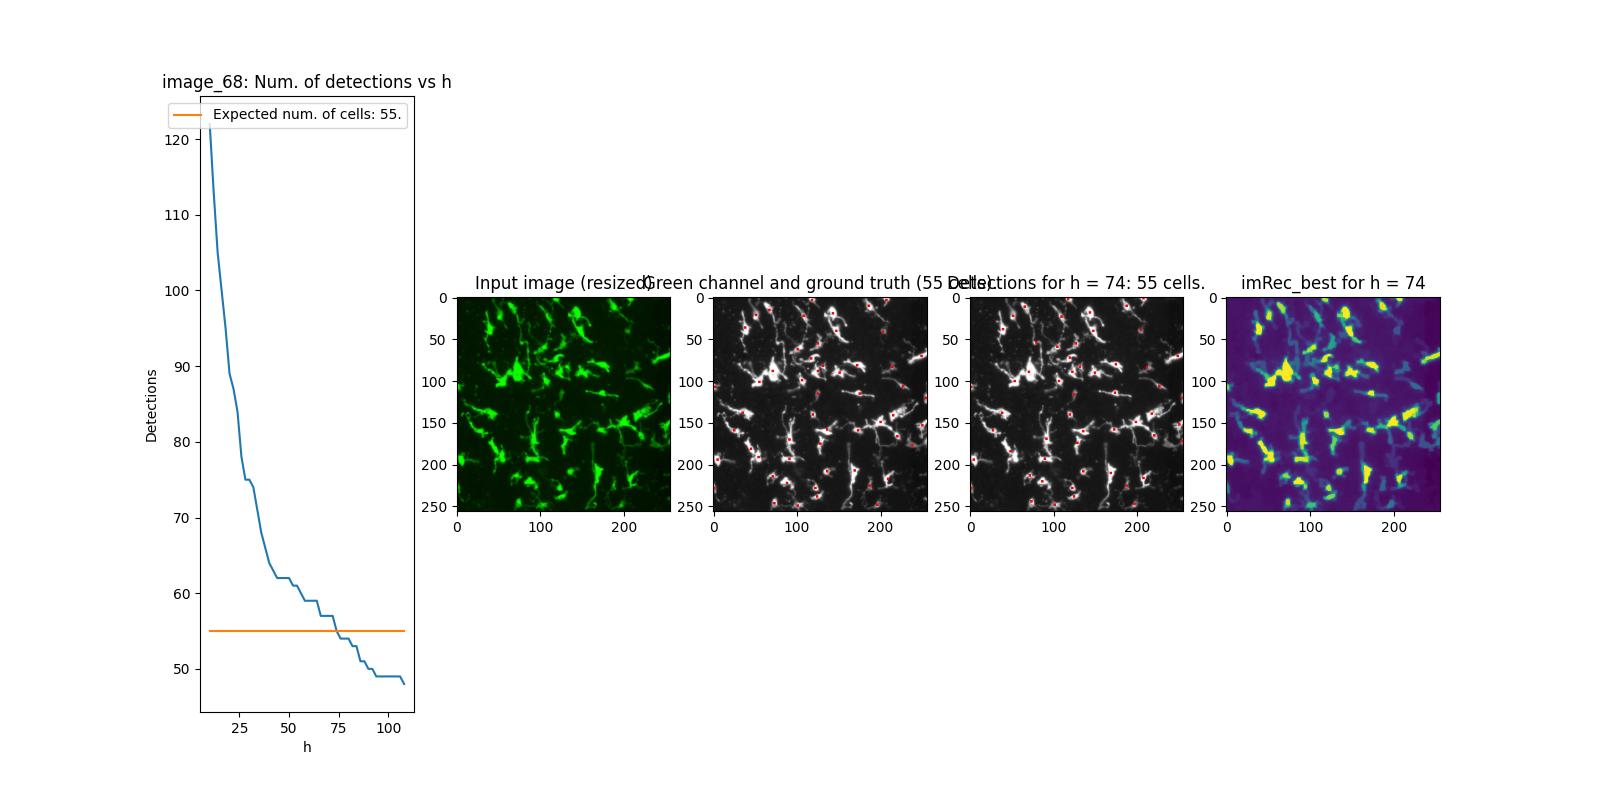 image_68: Num. of detections vs h
Expected num. of cells: 55.
120
110
100
90
80
70
60
50
Detections
25 50 75 100
h
Input image (resized)
0
50
100
150
200
250
0 100 200
Green channel and ground truth (55 cells).
0
50
100
150
200
250
0 100 200
Detections for h = 74: 55 cells.
0
50
100
150
200
250
0 100 200
imRec_best for h = 74
0
50
100
150
200
250
0 100 200